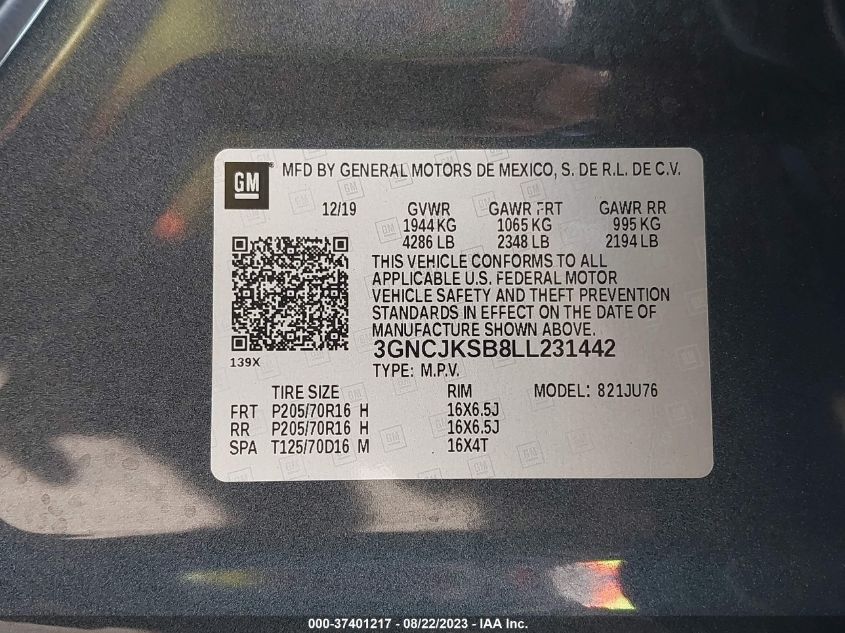 GM
MFD BY GENERAL MOTORS DE MEXICO, S. DE R.L. DE C.V.
12/19 GVWR GAWR FRT GAWR RR
1944 KG 1065 KG 995 KG
4286 LB 2348 LB 2194 LB
THIS VEHICLE CONFORMS TO ALL
APPLICABLE U.S. FEDERAL MOTOR
VEHICLE SAFETY AND THEFT PREVENTION
STANDARDS IN EFFECT ON THE DATE OF
MANUFACTURE SHOWN ABOVE.
139X
3GNCJKSB8LL231442
TYPE: M.P.V.
TIRE SIZE RIM MODEL: 821JU76
FRT P205/70R16 H 16X6.5J
RR P205/70R16 H 16X6.5J
SPA T125/70D16 M 16X4T
000-37401217 - 08/22/2023 - IAA Inc.